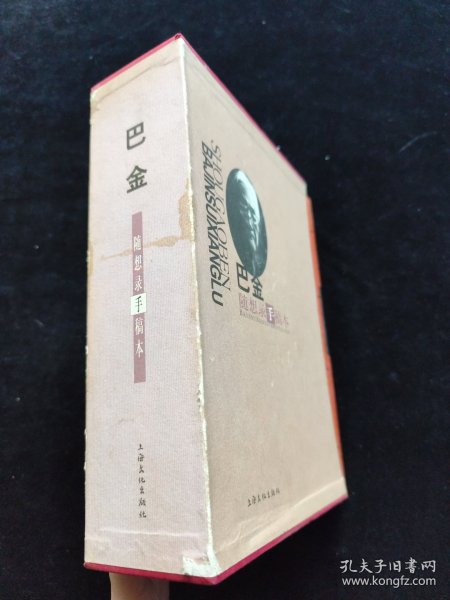 巴金
随想录手稿本
上海文化出版社
SHOUGAOBEN
BAJINSUIXIANGLU
巴金
随想录手稿本
上海文化出版社
孔夫子旧书网
www.kongfz.com